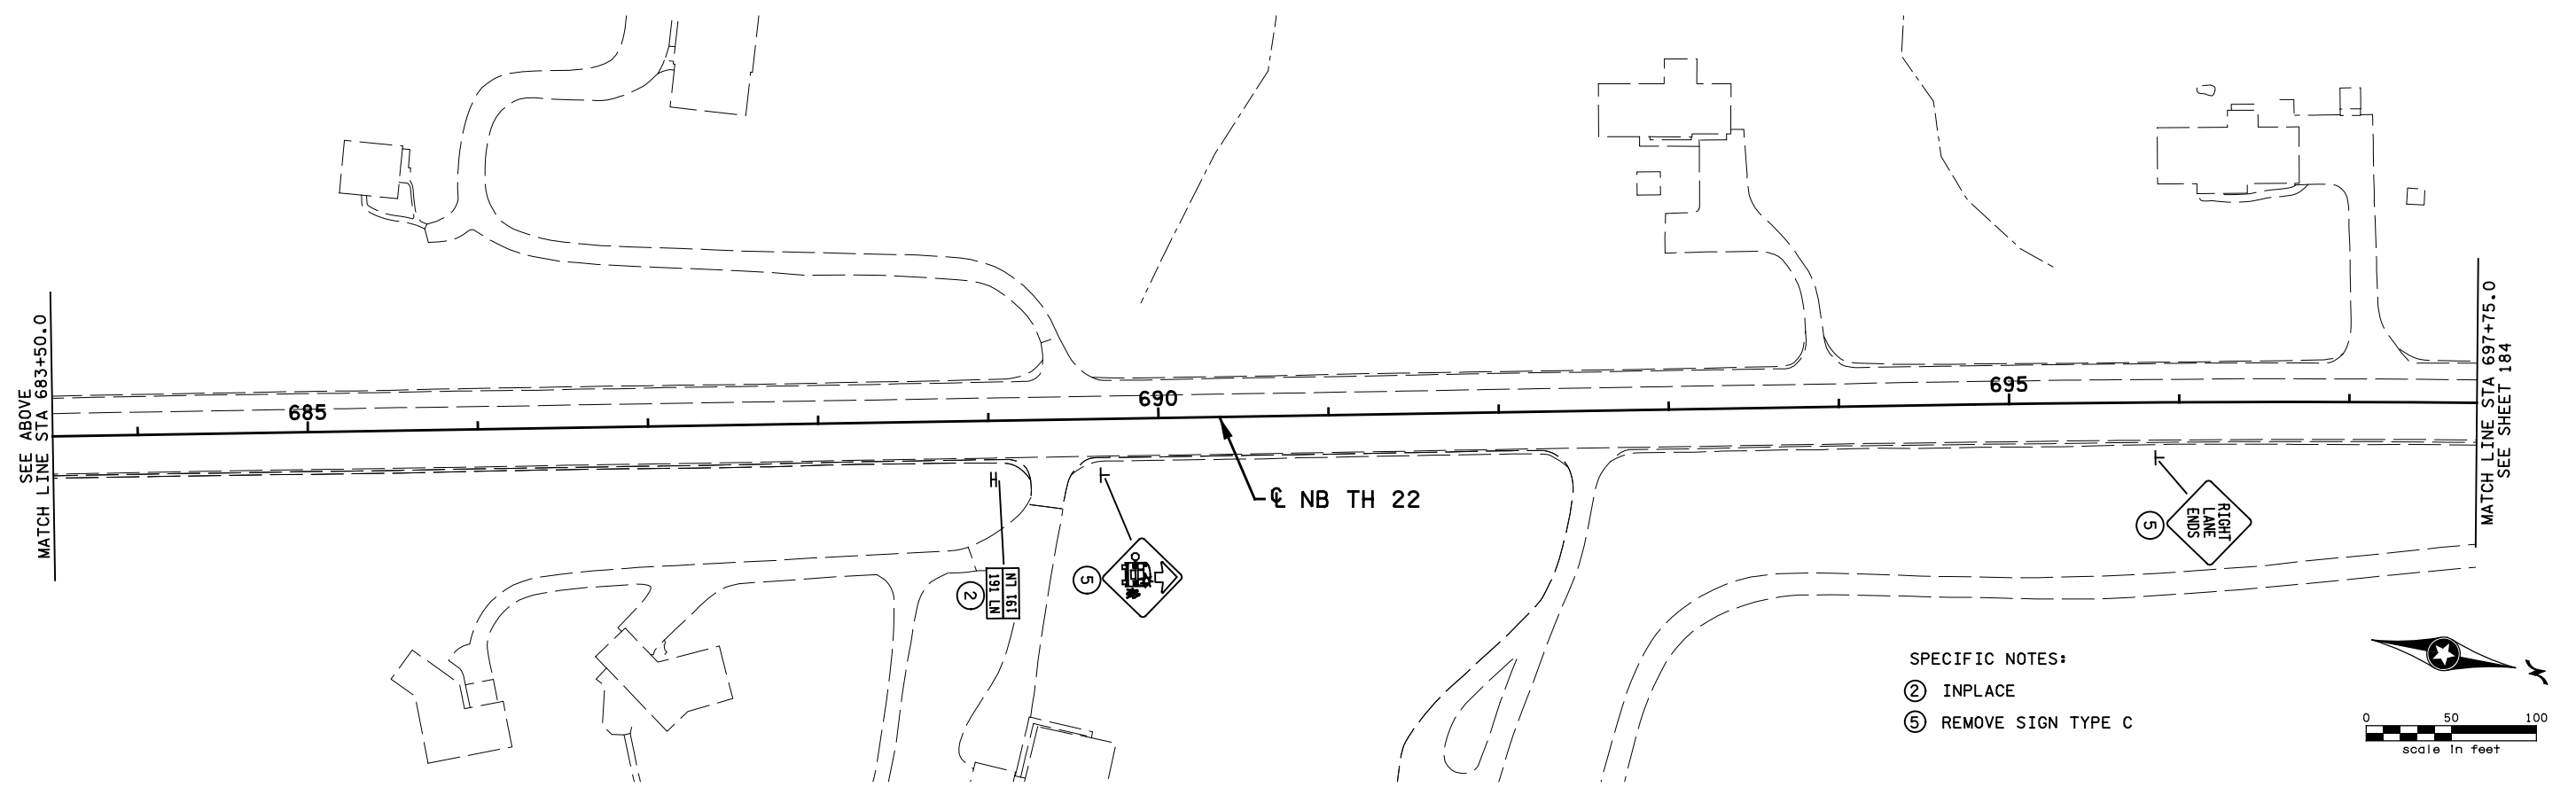 SEE ABOVE
MATCH LINE STA 683+50.0
685
690
695
MATCH LINE STA 697+75.0
SEE SHEET 184
℄ NB TH 22
2
191 LN
191 LN
5
5
RIGHT
LANE
ENDS
SPECIFIC NOTES:
2 INPLACE
5 REMOVE SIGN TYPE C
N
0 50 100
scale in feet